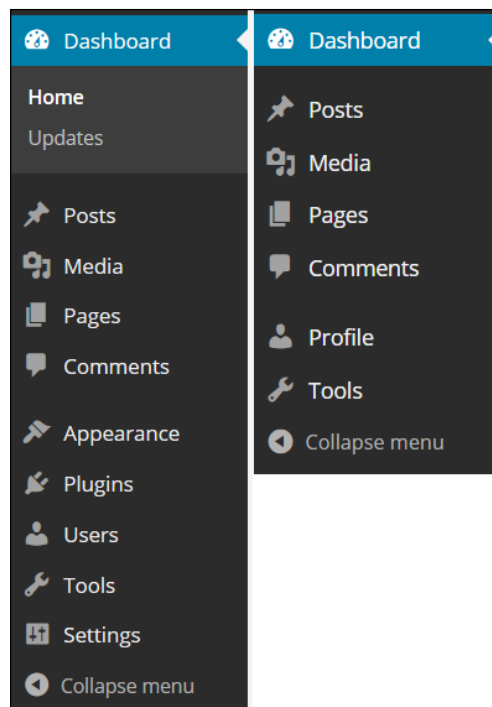 Dashboard
Home
Updates
Posts
Media
Pages
Comments
Appearance
Plugins
Users
Tools
Settings
Collapse menu
Dashboard
Posts
Media
Pages
Comments
Profile
Tools
Collapse menu